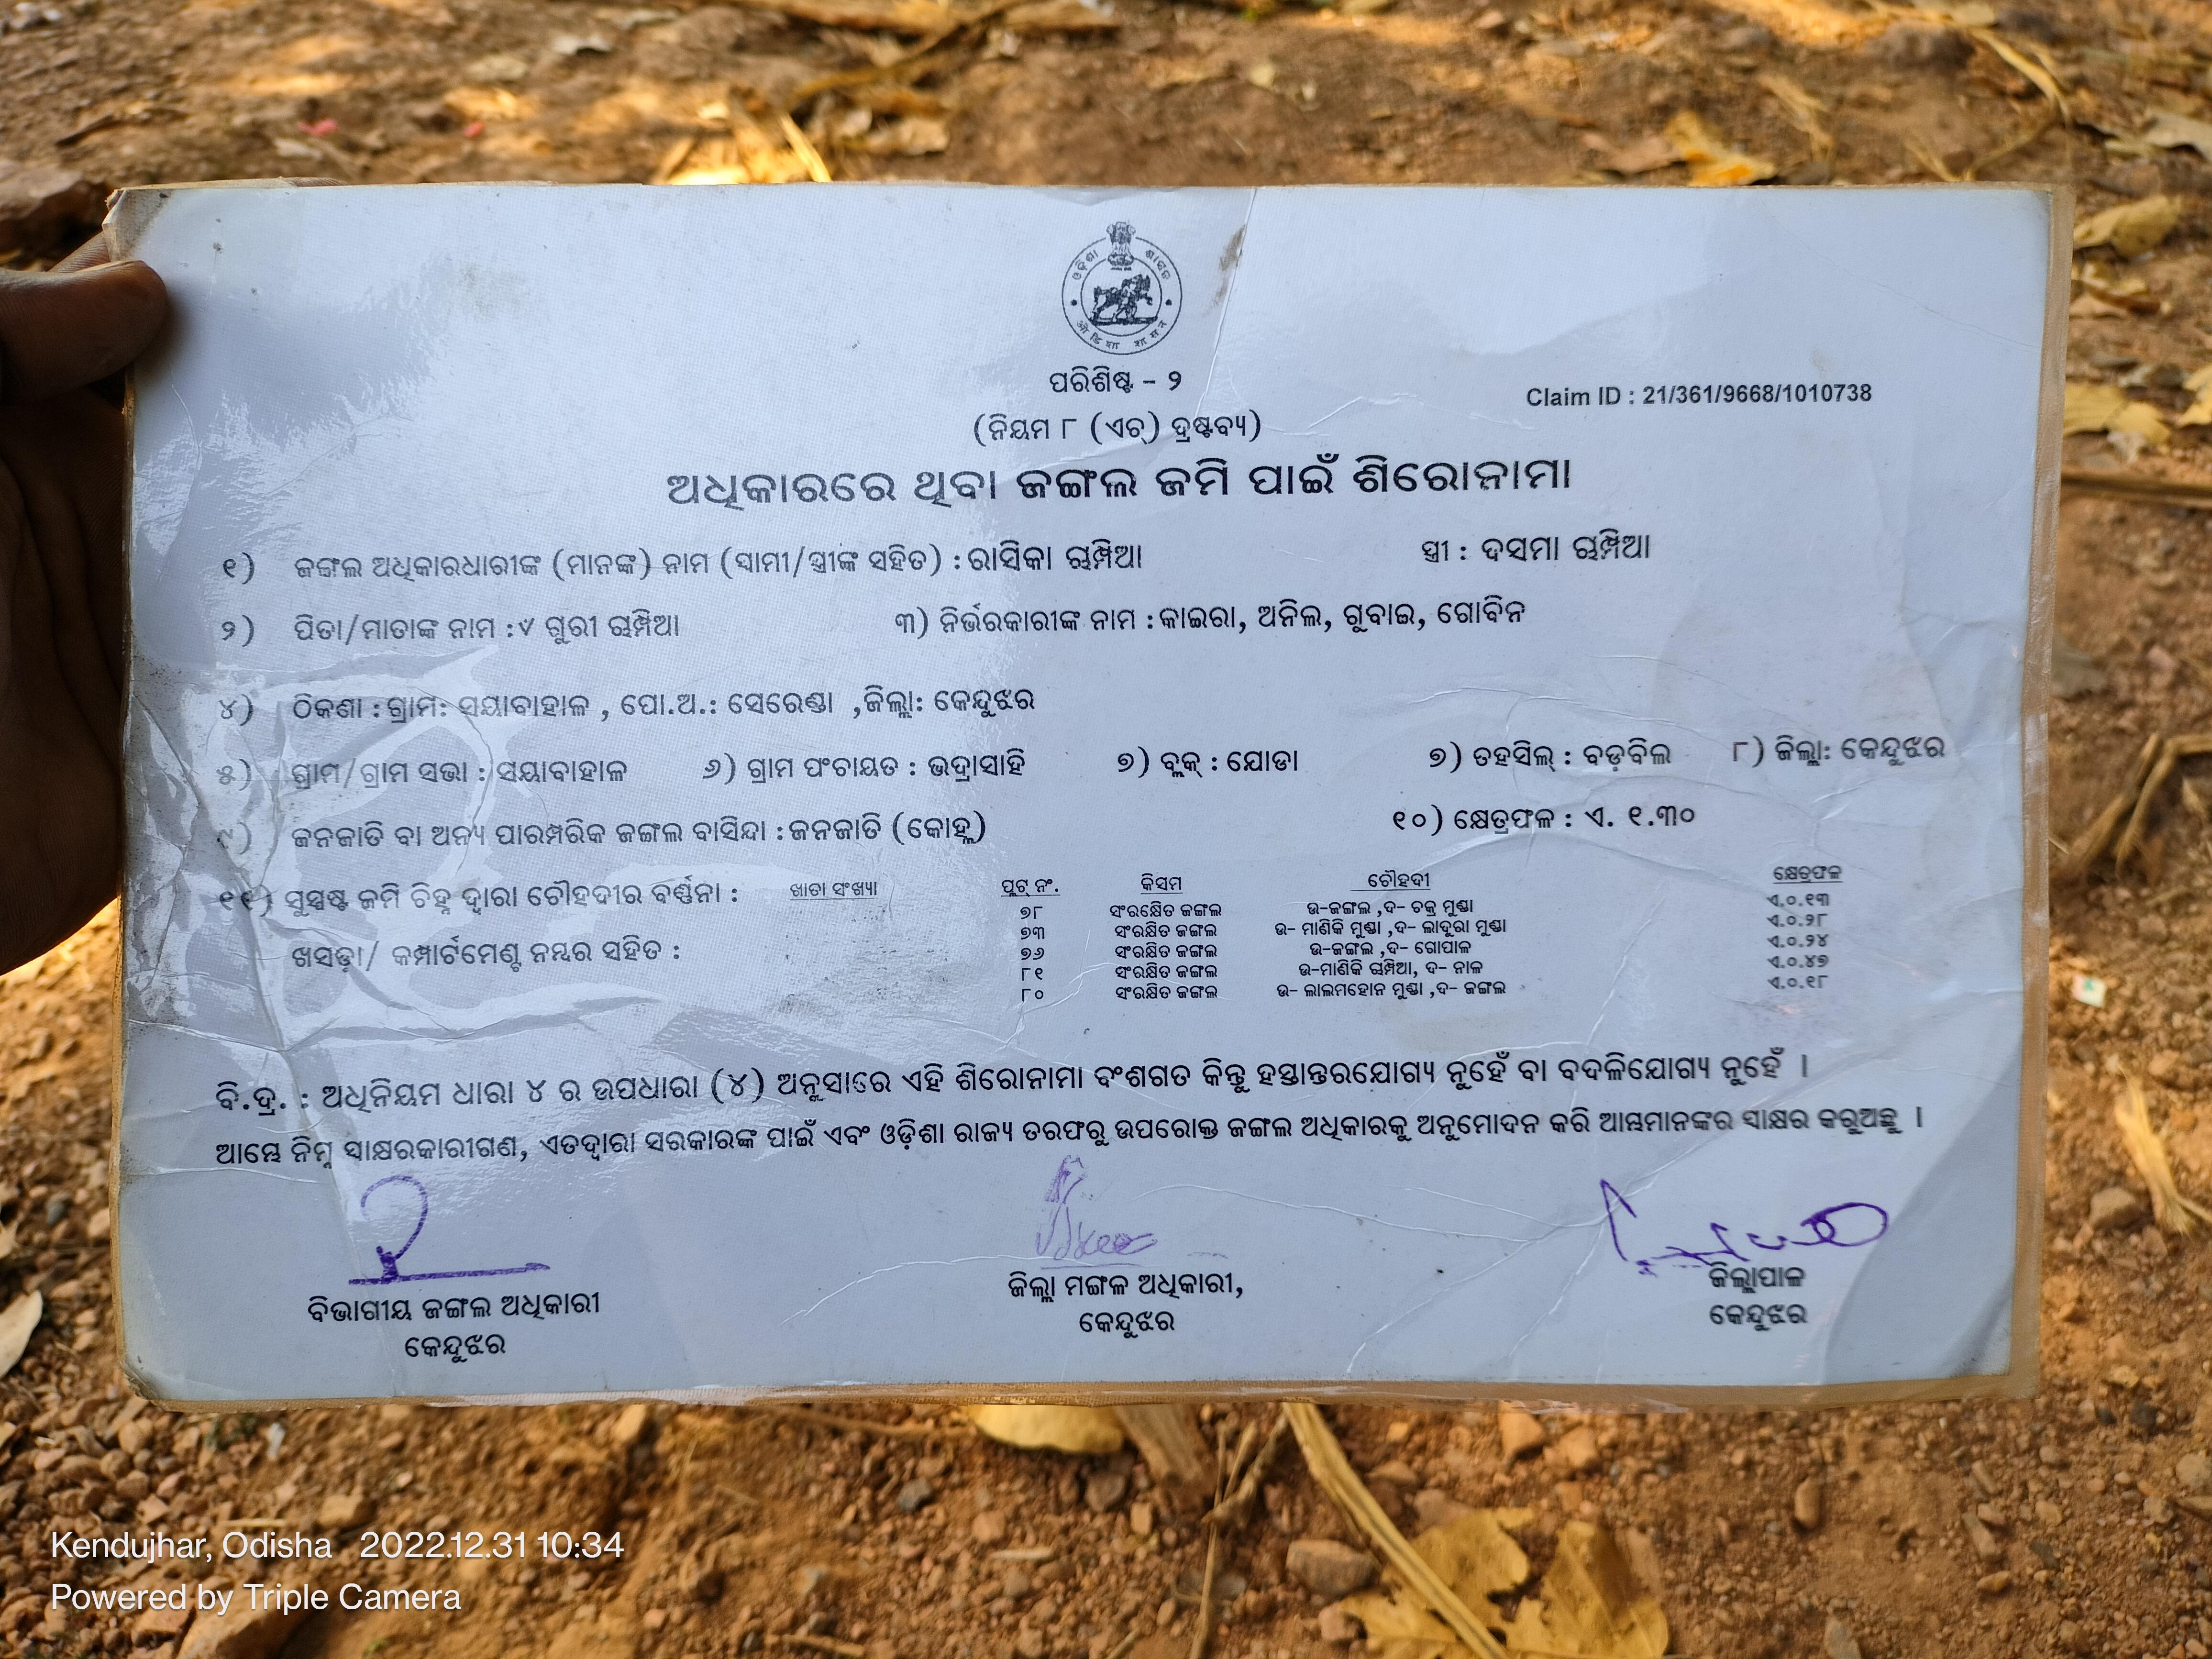 ଓଡ଼ିଶା ଶାସନ
ओडिशा शासन
ପରିଶିଷ୍ଟ - ୨
Claim ID : 21/361/9668/1010738
(ନିୟମ ୮ (ଏଚ୍) ଦ୍ରଷ୍ଟବ୍ୟ)
ଅଧିକାରରେ ଥିବା ଜଙ୍ଗଲ ଜମି ପାଇଁ ଶିରୋନାମା
୧) ଜଙ୍ଗଲ ଅଧିକାରଧାରୀଙ୍କ (ମାନଙ୍କ) ନାମ (ସ୍ୱାମୀ/ସ୍ତ୍ରୀଙ୍କ ସହିତ) : ରାସିକା ଚାମ୍ପିଆ ସ୍ତ୍ରୀ : ଦସମା ଚାମ୍ପିଆ
୨) ପିତା/ମାତାଙ୍କ ନାମ : ୰ ଗୁରୀ ଚାମ୍ପିଆ ୩) ନିର୍ଭରକାରୀଙ୍କ ନାମ : କାଇରା, ଅନିଲ, ଗୁବାଇ, ଗୋବିନ
୪) ଠିକଣା : ଗ୍ରାମ: ସୟାବାହାଳ , ପୋ.ଅ.: ସେରେଣ୍ଡା ,ଜିଲ୍ଲା: କେନ୍ଦୁଝର
୫) ଗ୍ରାମ/ଗ୍ରାମ ସଭା : ସୟାବାହାଳ ୬) ଗ୍ରାମ ପଂଚାୟତ : ଭଦ୍ରାସାହି ୭) ବ୍ଲକ୍ : ଯୋଡା ୭) ତହସିଲ୍ : ବଡ଼ବିଲ ୮) ଜିଲ୍ଲା: କେନ୍ଦୁଝର
୯) ଜନଜାତି ବା ଅନ୍ୟ ପାରମ୍ପରିକ ଜଙ୍ଗଲ ବାସିନ୍ଦା : ଜନଜାତି (କୋହ୍ଲ) ୧୦) କ୍ଷେତ୍ରଫଳ : ଏ. ୧.୩୦
୧୧) ସୁସ୍ପଷ୍ଟ ଜମି ଚିହ୍ନ ଦ୍ୱାରା ଚୌହଦୀର ବର୍ଣ୍ଣନା : ଖାତା ସଂଖ୍ୟା ପ୍ଲଟ୍ ନଂ. କିସମ ଚୌହଦୀ କ୍ଷେତ୍ରଫଳ
୭୮ ସଂରକ୍ଷିତ ଜଙ୍ଗଲ ଉ-ଜଙ୍ଗଲ ,ଦ- ଚକ୍ର ମୁଣ୍ଡା ଏ.୦.୧୩
୭୩ ସଂରକ୍ଷିତ ଜଙ୍ଗଲ ଉ- ମାଣିକି ମୁଣ୍ଡା ,ଦ- ଲାଦୁରା ମୁଣ୍ଡା ଏ.୦.୨୮
ଖସଡ଼ା/ କମ୍ପାର୍ଟମେଣ୍ଟ ନମ୍ବର ସହିତ : ୭୬ ସଂରକ୍ଷିତ ଜଙ୍ଗଲ ଉ-ଜଙ୍ଗଲ ,ଦ- ଗୋପାଳ ଏ.୦.୨୪
୮୧ ସଂରକ୍ଷିତ ଜଙ୍ଗଲ ଉ-ମାଣିକି ଚାମ୍ପିଆ, ଦ- ନାଳ ଏ.୦.୪୭
୮୦ ସଂରକ୍ଷିତ ଜଙ୍ଗଲ ଉ- ଲାଲମହୋନ ମୁଣ୍ଡା ,ଦ- ଜଙ୍ଗଲ ଏ.୦.୧୮
ବି.ଦ୍ର. : ଅଧିନିୟମ ଧାରା ୪ ର ଉପଧାରା (୪) ଅନୁସାରେ ଏହି ଶିରୋନାମା ବଂଶଗତ କିନ୍ତୁ ହସ୍ତାନ୍ତରଯୋଗ୍ୟ ନୁହେଁ ବା ବଦଳିଯୋଗ୍ୟ ନୁହେଁ ।
ଆମ୍ଭେ ନିମ୍ନ ସାକ୍ଷରକାରୀଗଣ, ଏତଦ୍ୱାରା ସରକାରଙ୍କ ପାଇଁ ଏବଂ ଓଡ଼ିଶା ରାଜ୍ୟ ତରଫରୁ ଉପରୋକ୍ତ ଜଙ୍ଗଲ ଅଧିକାରକୁ ଅନୁମୋଦନ କରି ଆମ୍ଭମାନଙ୍କର ସାକ୍ଷର କରୁଅଛୁ ।
ବିଭାଗୀୟ ଜଙ୍ଗଲ ଅଧିକାରୀ ଜିଲ୍ଲା ମଙ୍ଗଳ ଅଧିକାରୀ, ଜିଲ୍ଲାପାଳ
କେନ୍ଦୁଝର କେନ୍ଦୁଝର କେନ୍ଦୁଝର
Kendujhar, Odisha 2022.12.31 10:34
Powered by Triple Camera